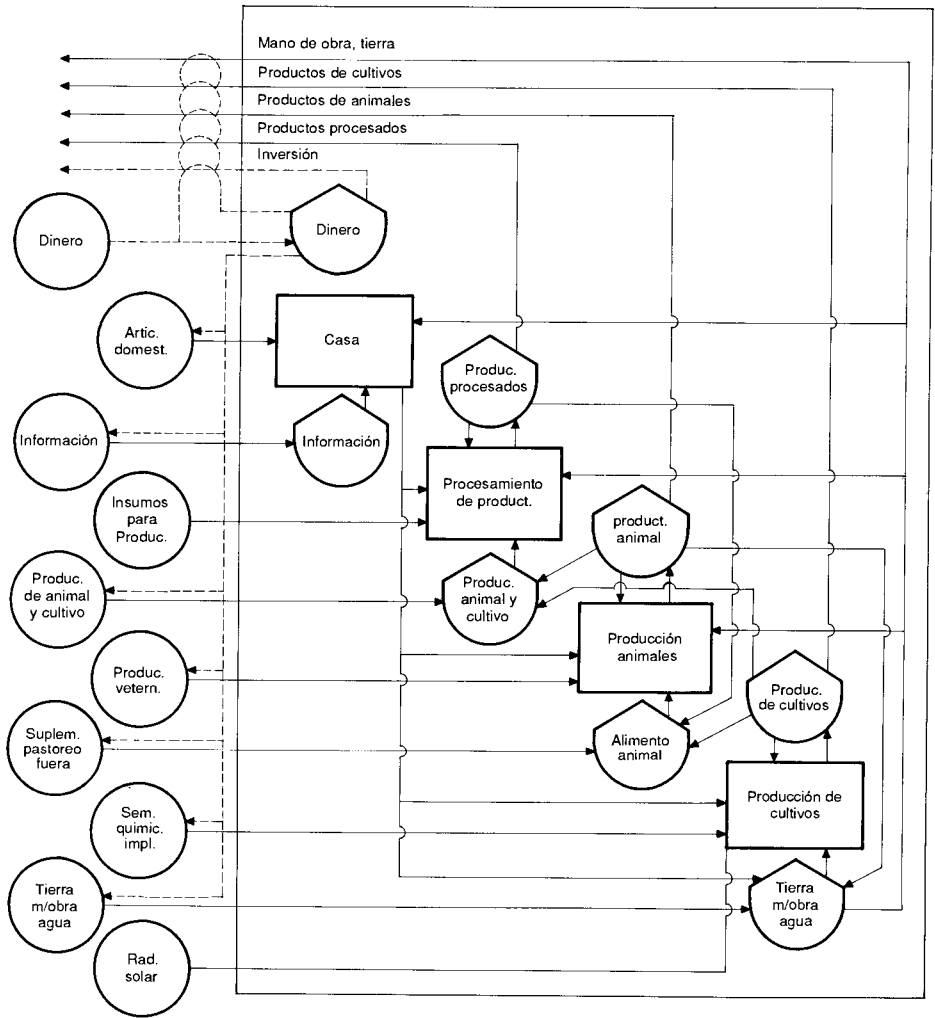 Mano de obra, tierra
Productos de cultivos
Productos de animales
Productos procesados
Inversión
Dinero
Dinero
Artic.
domest.
Casa
Produc.
procesados
Información
Información
Procesamiento
de product.
Insumos
para
Produc.
product.
animal
Produc.
de animal
y cultivo
Produc.
animal y
cultivo
Producción
animales
Produc.
vetern.
Produc.
de cultivos
Suplem.
pastoreo
fuera
Alimento
animal
Producción de
cultivos
Sem.
quimic.
impl.
Tierra
m/obra
agua
Tierra
m/obra
agua
Rad.
solar